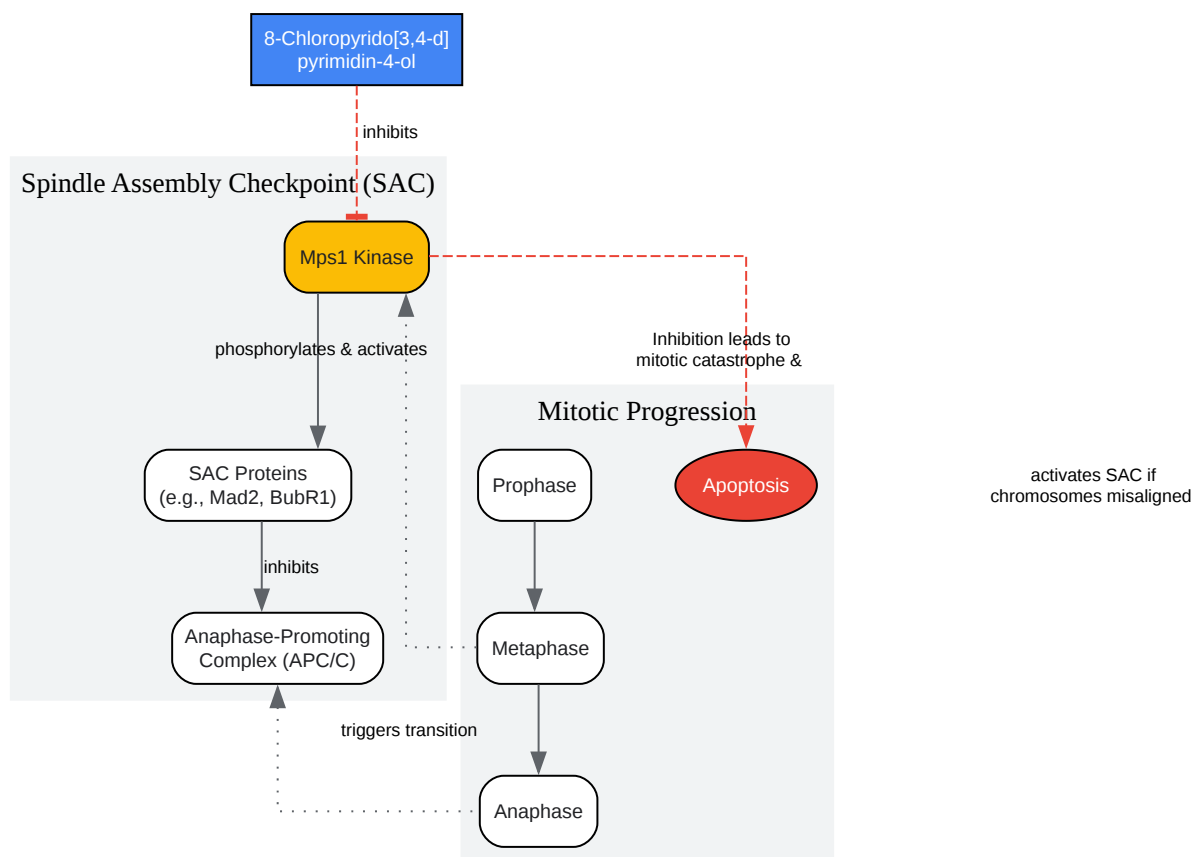 8-Chloropyrido[3,4-d]
pyrimidin-4-ol
inhibits
Spindle Assembly Checkpoint (SAC)
Mps1 Kinase
phosphorylates & activates
Inhibition leads to
mitotic catastrophe &
Mitotic Progression
SAC Proteins
(e.g., Mad2, BubR1)
Prophase
Apoptosis
activates SAC if
chromosomes misaligned
inhibits
Anaphase-Promoting
Complex (APC/C)
Metaphase
triggers transition
Anaphase